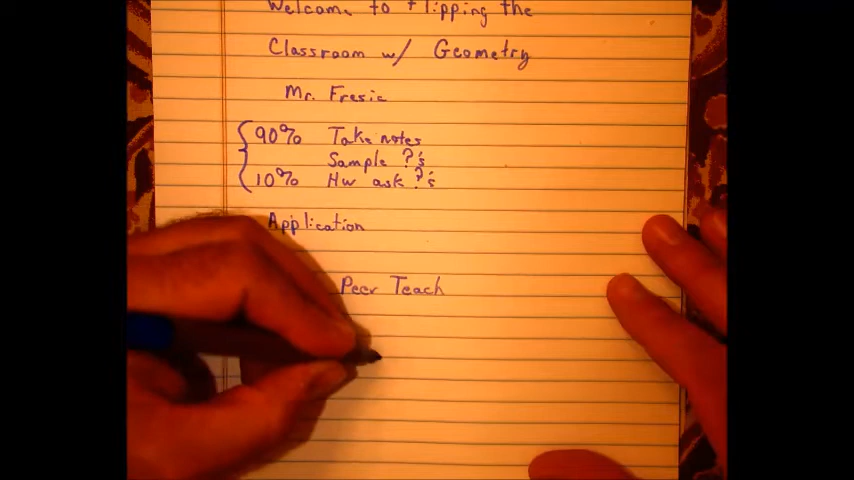 Welcome to Flipping the
Classroom w/ Geometry
Mr. Fresic
90% Take notes
Sample ?'s
10% Hw ask ?'s
Application
Peer Teach